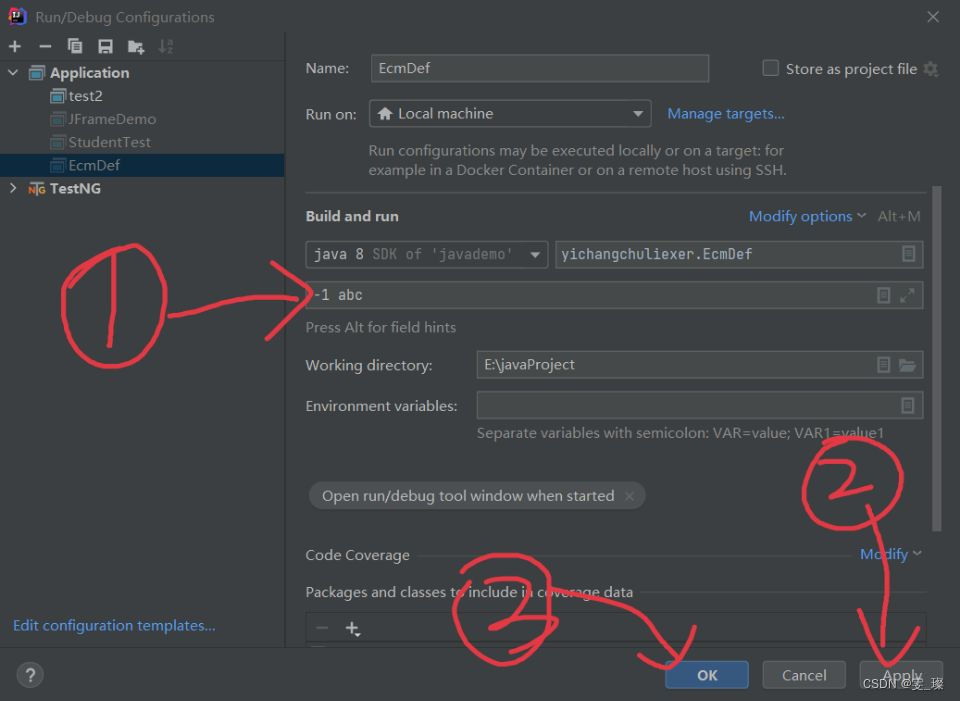 Run/Debug Configurations
Application
test2
JFrameDemo
StudentTest
EcmDef
TestNG
Name:
EcmDef
Store as project file
Run on:
Local machine
Manage targets...
Run configurations may be executed locally or on a target: for
example in a Docker Container or on a remote host using SSH.
Build and run
Modify options
Alt+M
java 8 SDK of 'javademo'
yichangchuliexer.EcmDef
-1 abc
Press Alt for field hints
Working directory:
E:\javaProject
Environment variables:
Separate variables with semicolon: VAR=value; VAR1=value1
Open run/debug tool window when started
Code Coverage
Modify
Packages and classes to include in coverage data
Edit configuration templates...
?
OK
Cancel
Apply
CSDN @雯_璨
1
2
3